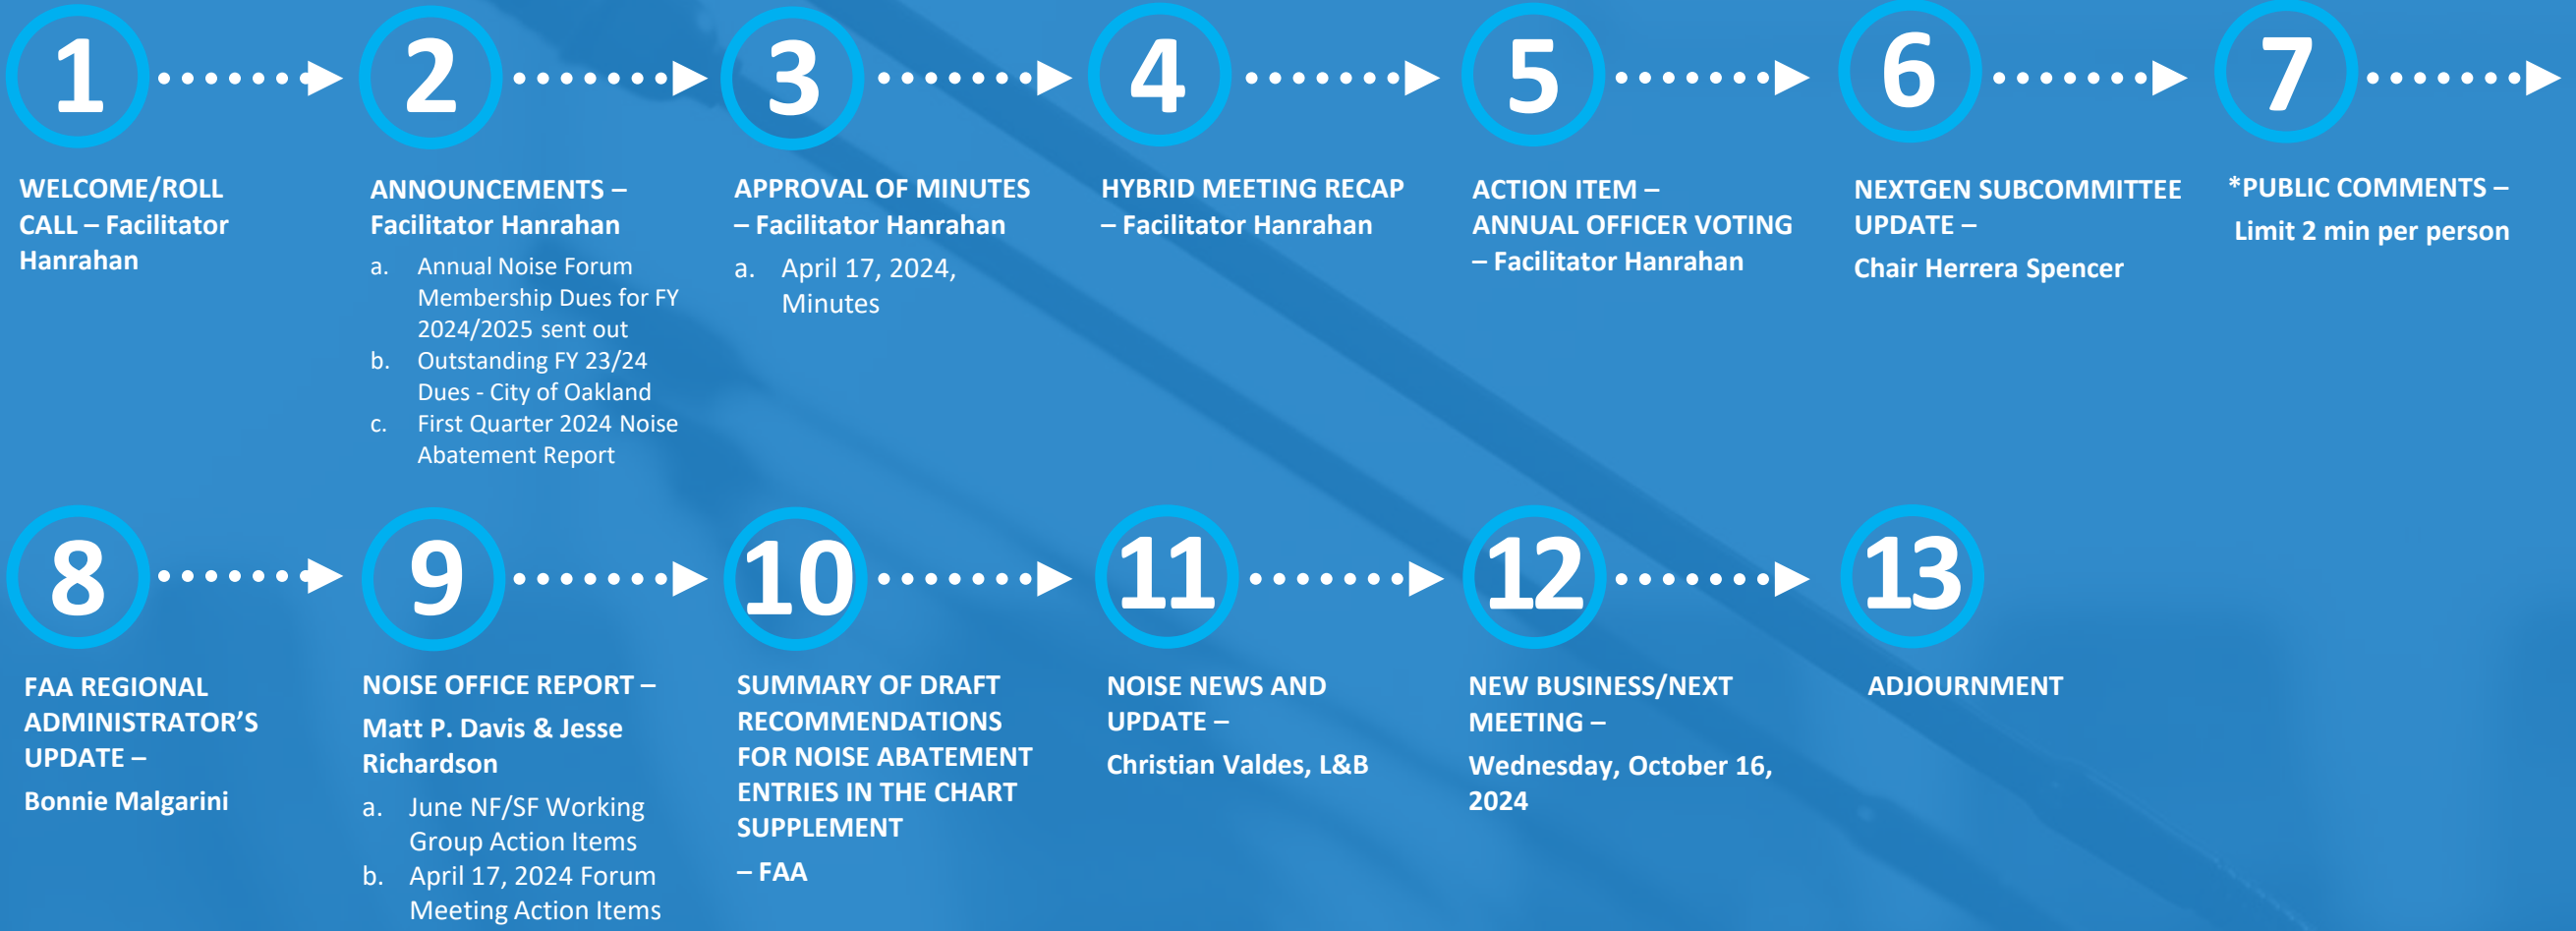 1
WELCOME/ROLL
CALL – Facilitator
Hanrahan
2
ANNOUNCEMENTS –
Facilitator Hanrahan
a. Annual Noise Forum
Membership Dues for FY
2024/2025 sent out
b. Outstanding FY 23/24
Dues - City of Oakland
c. First Quarter 2024 Noise
Abatement Report
3
APPROVAL OF MINUTES
– Facilitator Hanrahan
a. April 17, 2024,
Minutes
4
HYBRID MEETING RECAP
– Facilitator Hanrahan
5
ACTION ITEM –
ANNUAL OFFICER VOTING
– Facilitator Hanrahan
6
NEXTGEN SUBCOMMITTEE
UPDATE –
Chair Herrera Spencer
7
*PUBLIC COMMENTS –
Limit 2 min per person
8
FAA REGIONAL
ADMINISTRATOR’S
UPDATE –
Bonnie Malgarini
9
NOISE OFFICE REPORT –
Matt P. Davis & Jesse
Richardson
a. June NF/SF Working
Group Action Items
b. April 17, 2024 Forum
Meeting Action Items
10
SUMMARY OF DRAFT
RECOMMENDATIONS
FOR NOISE ABATEMENT
ENTRIES IN THE CHART
SUPPLEMENT
– FAA
11
NOISE NEWS AND
UPDATE –
Christian Valdes, L&B
12
NEW BUSINESS/NEXT
MEETING –
Wednesday, October 16,
2024
13
ADJOURNMENT